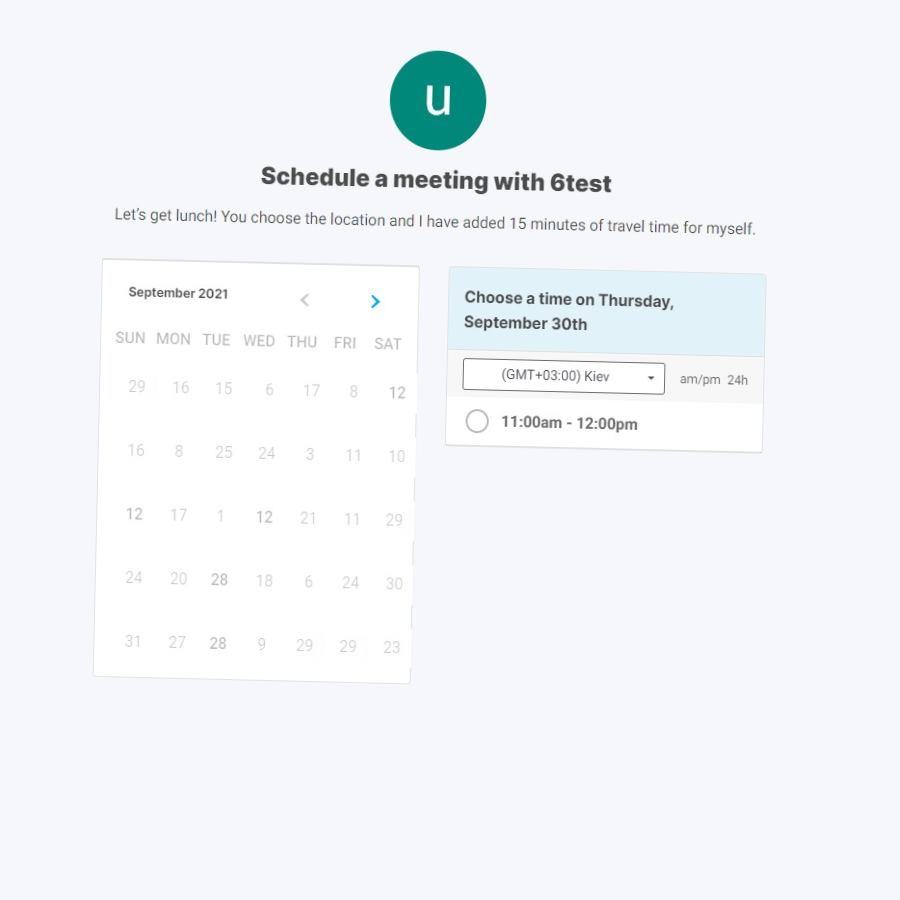 u
Schedule a meeting with 6test
Let's get lunch! You choose the location and I have added 15 minutes of travel time for myself.
September 2021
SUN MON TUE WED THU FRI SAT
29 16 15 6 17 8 12
16 8 25 24 3 11 10
12 17 1 12 21 11 29
24 20 28 18 6 24 30
31 27 28 9 29 29 23
Choose a time on Thursday,
September 30th
(GMT+03:00) Kiev am/pm 24h
11:00am - 12:00pm